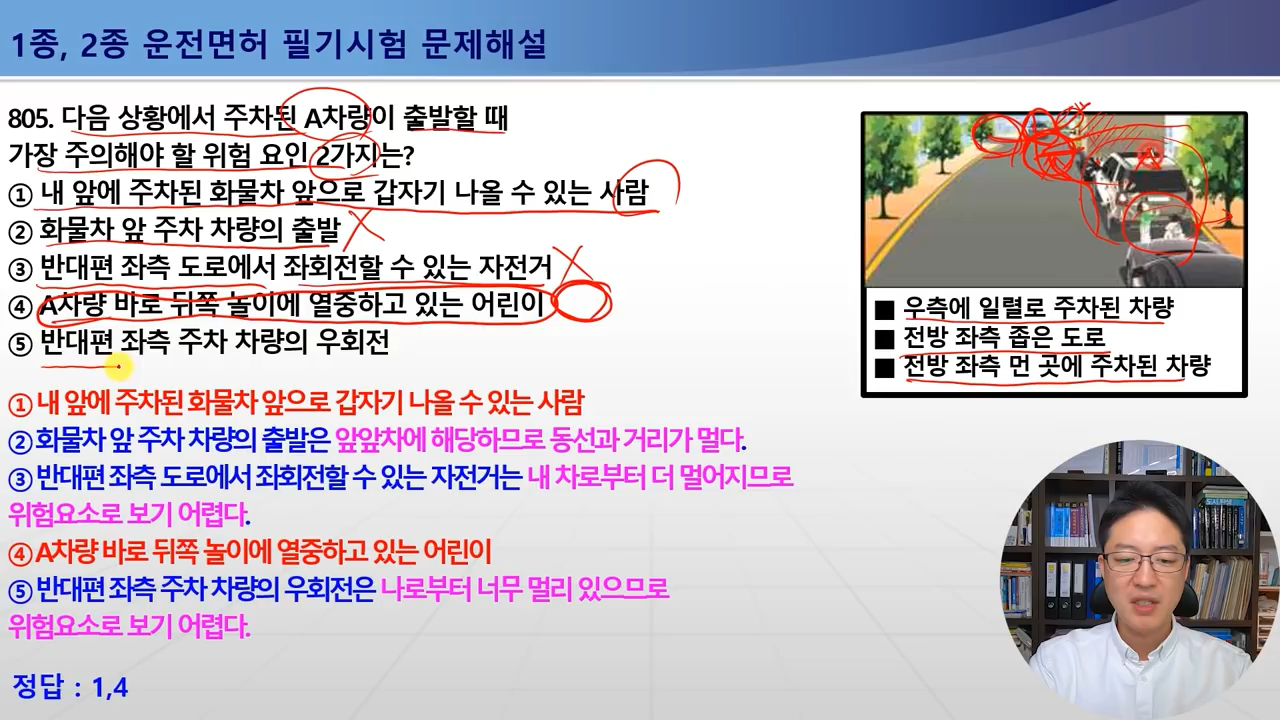 1종, 2종 운전면허 필기시험 문제해설
805. 다음 상황에서 주차된 A차량이 출발할 때
가장 주의해야 할 위험 요인 2가지는?
① 내 앞에 주차된 화물차 앞으로 갑자기 나올 수 있는 사람
② 화물차 앞 주차 차량의 출발
③ 반대편 좌측 도로에서 좌회전할 수 있는 자전거
④ A차량 바로 뒤쪽 놀이에 열중하고 있는 어린이
⑤ 반대편 좌측 주차 차량의 우회전
■ 우측에 일렬로 주차된 차량
■ 전방 좌측 좁은 도로
■ 전방 좌측 먼 곳에 주차된 차량
① 내 앞에 주차된 화물차 앞으로 갑자기 나올 수 있는 사람
② 화물차 앞 주차 차량의 출발은 앞앞차에 해당하므로 동선과 거리가 멀다.
③ 반대편 좌측 도로에서 좌회전할 수 있는 자전거는 내 차로부터 더 멀어지므로
위험요소로 보기 어렵다.
④ A차량 바로 뒤쪽 놀이에 열중하고 있는 어린이
⑤ 반대편 좌측 주차 차량의 우회전은 나로부터 너무 멀리 있으므로
위험요소로 보기 어렵다.
정답 : 1,4